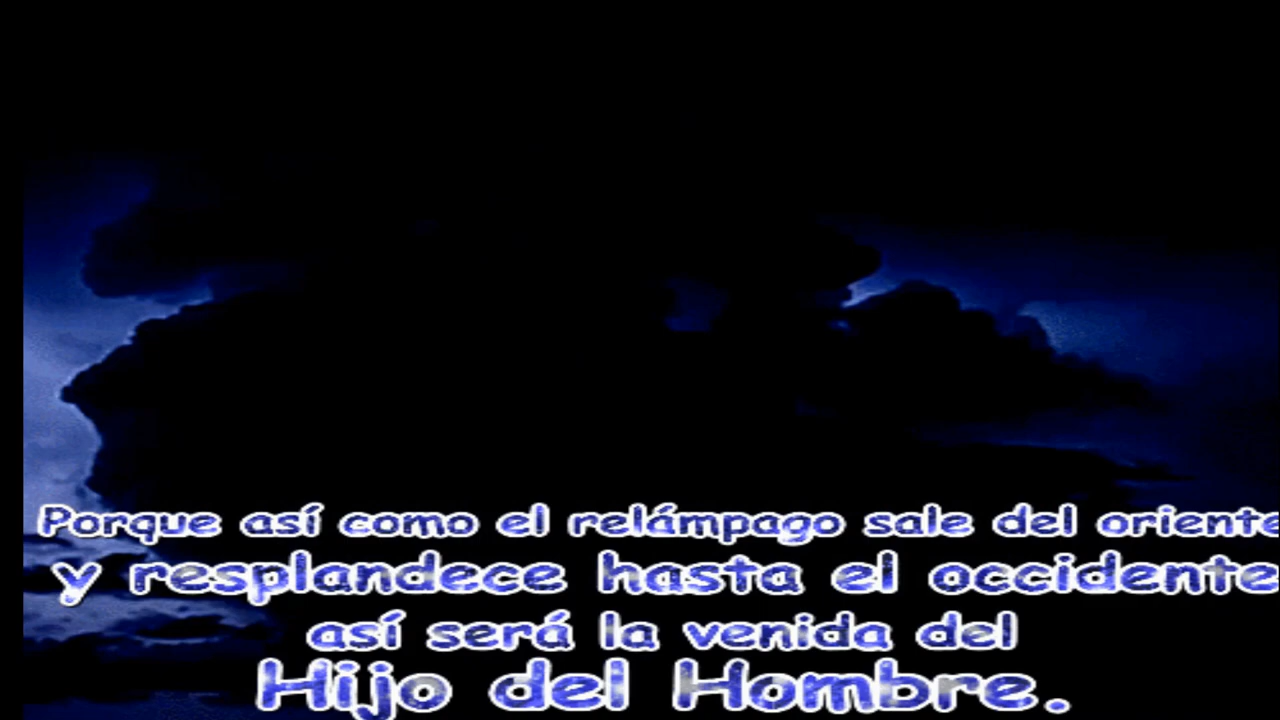 Porque así como el relámpago sale del oriente
y resplandece hasta el occidente
así será la venida del
Hijo del Hombre.